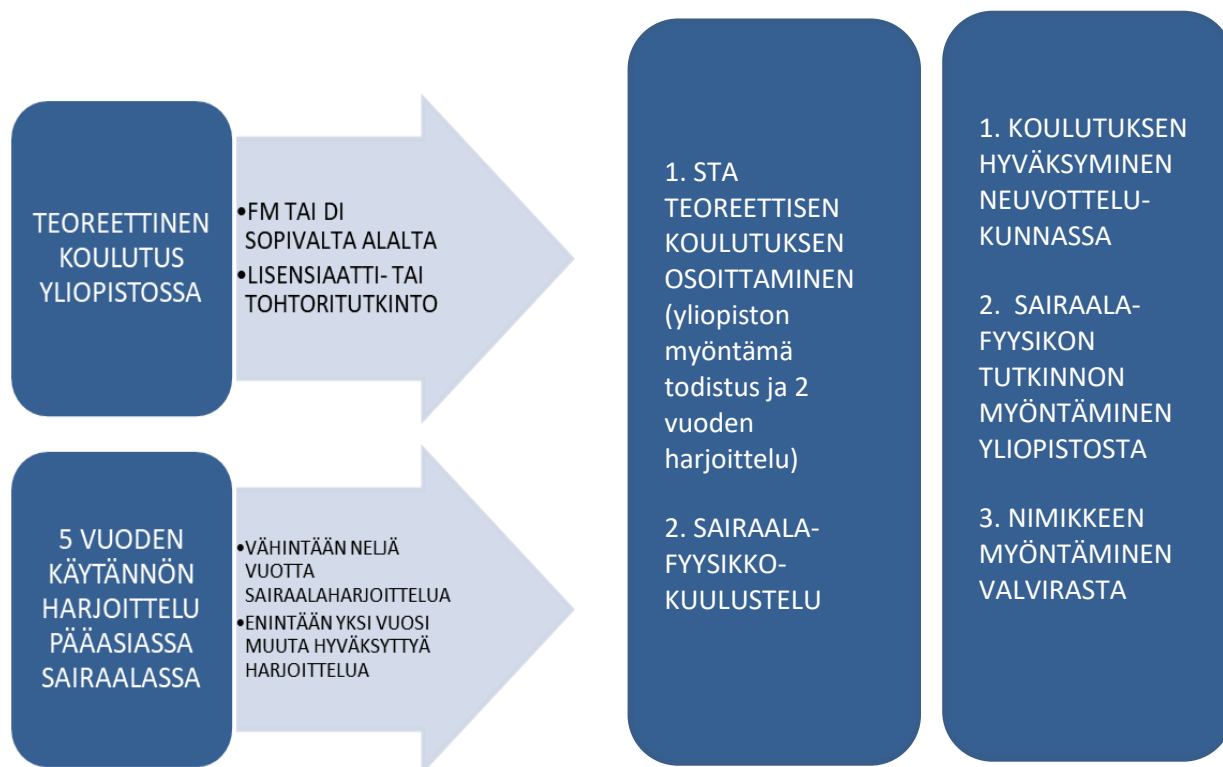 TEOREETTINEN
KOULUTUS
YLIOPISTOSSA
•FM TAI DI
SOPIVALTA ALALTA
•LISENSIAATTI- TAI
TOHTORITUTKINTO
5 VUODEN
KÄYTÄNNÖN
HARJOITTELU
PÄÄASIASSA
SAIRAALASSA
•VÄHINTÄÄN NELJÄ
VUOTTA
SAIRAALAHARJOITTELUA
•ENINTÄÄN YKSI VUOSI
MUUTA HYVÄKSYTTYÄ
HARJOITTELUA
1. STA
TEOREETTISEN
KOULUTUKSEN
OSOITTAMINEN
(yliopiston
myöntämä
todistus ja 2
vuoden
harjoittelu)
2. SAIRAALA-
FYYSIKKO-
KUULUSTELU
1. KOULUTUKSEN
HYVÄKSYMINEN
NEUVOTTELU-
KUNNASSA
2. SAIRAALA-
FYYSIKON
TUTKINNON
MYÖNTÄMINEN
YLIOPISTOSTA
3. NIMIKKEEN
MYÖNTÄMINEN
VALVIRASTA